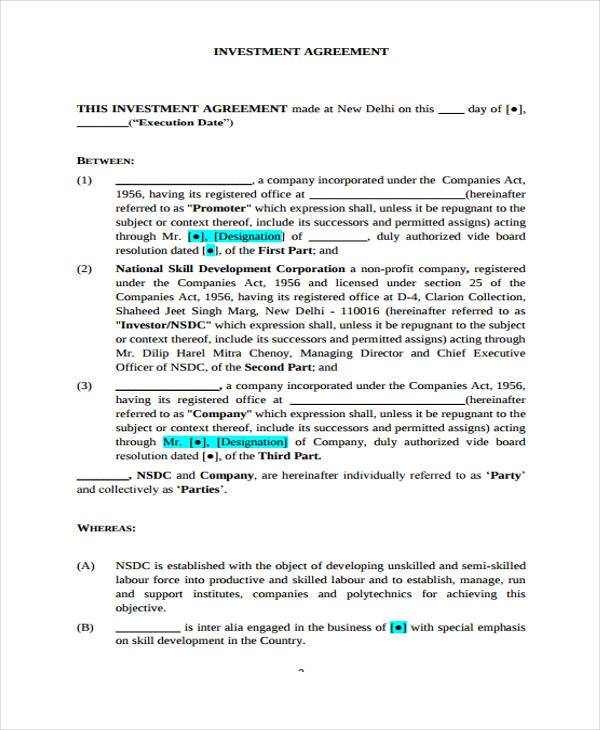 INVESTMENT AGREEMENT
THIS INVESTMENT AGREEMENT made at New Delhi on this ____ day of [●],
________("Execution Date")
BETWEEN:
(1) ______________________, a company incorporated under the Companies Act,
1956, having its registered office at ________________________(hereinafter
referred to as "Promoter" which expression shall, unless it be repugnant to the
subject or context thereof, include its successors and permitted assigns) acting
through Mr. [●], [Designation] of _________, duly authorized vide board
resolution dated [●], of the First Part; and
(2) National Skill Development Corporation a non-profit company, registered
under the Companies Act, 1956 and licensed under section 25 of the
Companies Act, 1956, having its registered office at D-4, Clarion Collection,
Shaheed Jeet Singh Marg, New Delhi - 110016 (hereinafter referred to as
"Investor/NSDC" which expression shall, unless it be repugnant to the subject
or context thereof, include its successors and permitted assigns) acting through
Mr. Dilip Harel Mitra Chenoy, Managing Director and Chief Executive
Officer of NSDC, of the Second Part; and
(3) ________________, a company incorporated under the Companies Act, 1956,
having its registered office at ___________________________(hereinafter
referred to as "Company" which expression shall, unless it be repugnant to the
subject or context thereof, include its successors and permitted assigns) acting
through Mr. [●], [Designation] of Company, duly authorized vide board
resolution dated [●], of the Third Part.
________, NSDC and Company, are hereinafter individually referred to as ‘Party’
and collectively as ‘Parties’.
WHEREAS:
(A) NSDC is established with the object of developing unskilled and semi-skilled
labour force into productive and skilled labour and to establish, manage, run
and support institutes, companies and polytechnics for achieving this
objective.
(B) __________ is inter alia engaged in the business of [●] with special emphasis
on skill development in the Country.